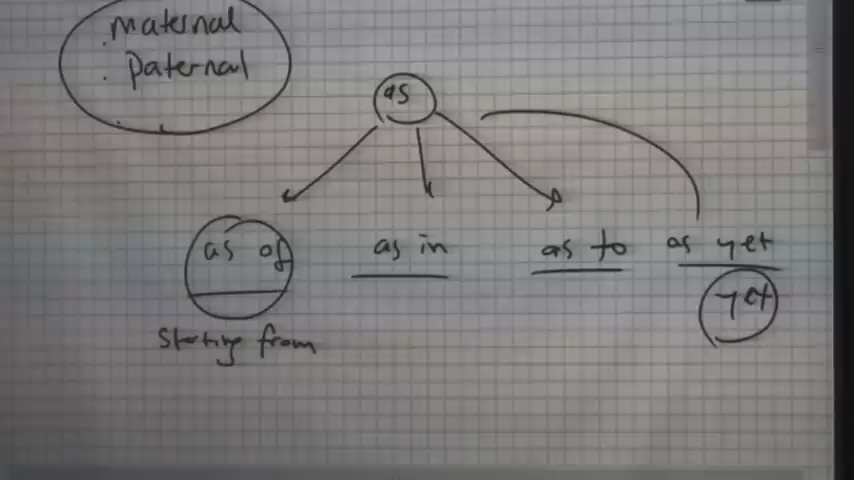 maternal
paternal
as
as of as in as to as yet
yet
Starting from